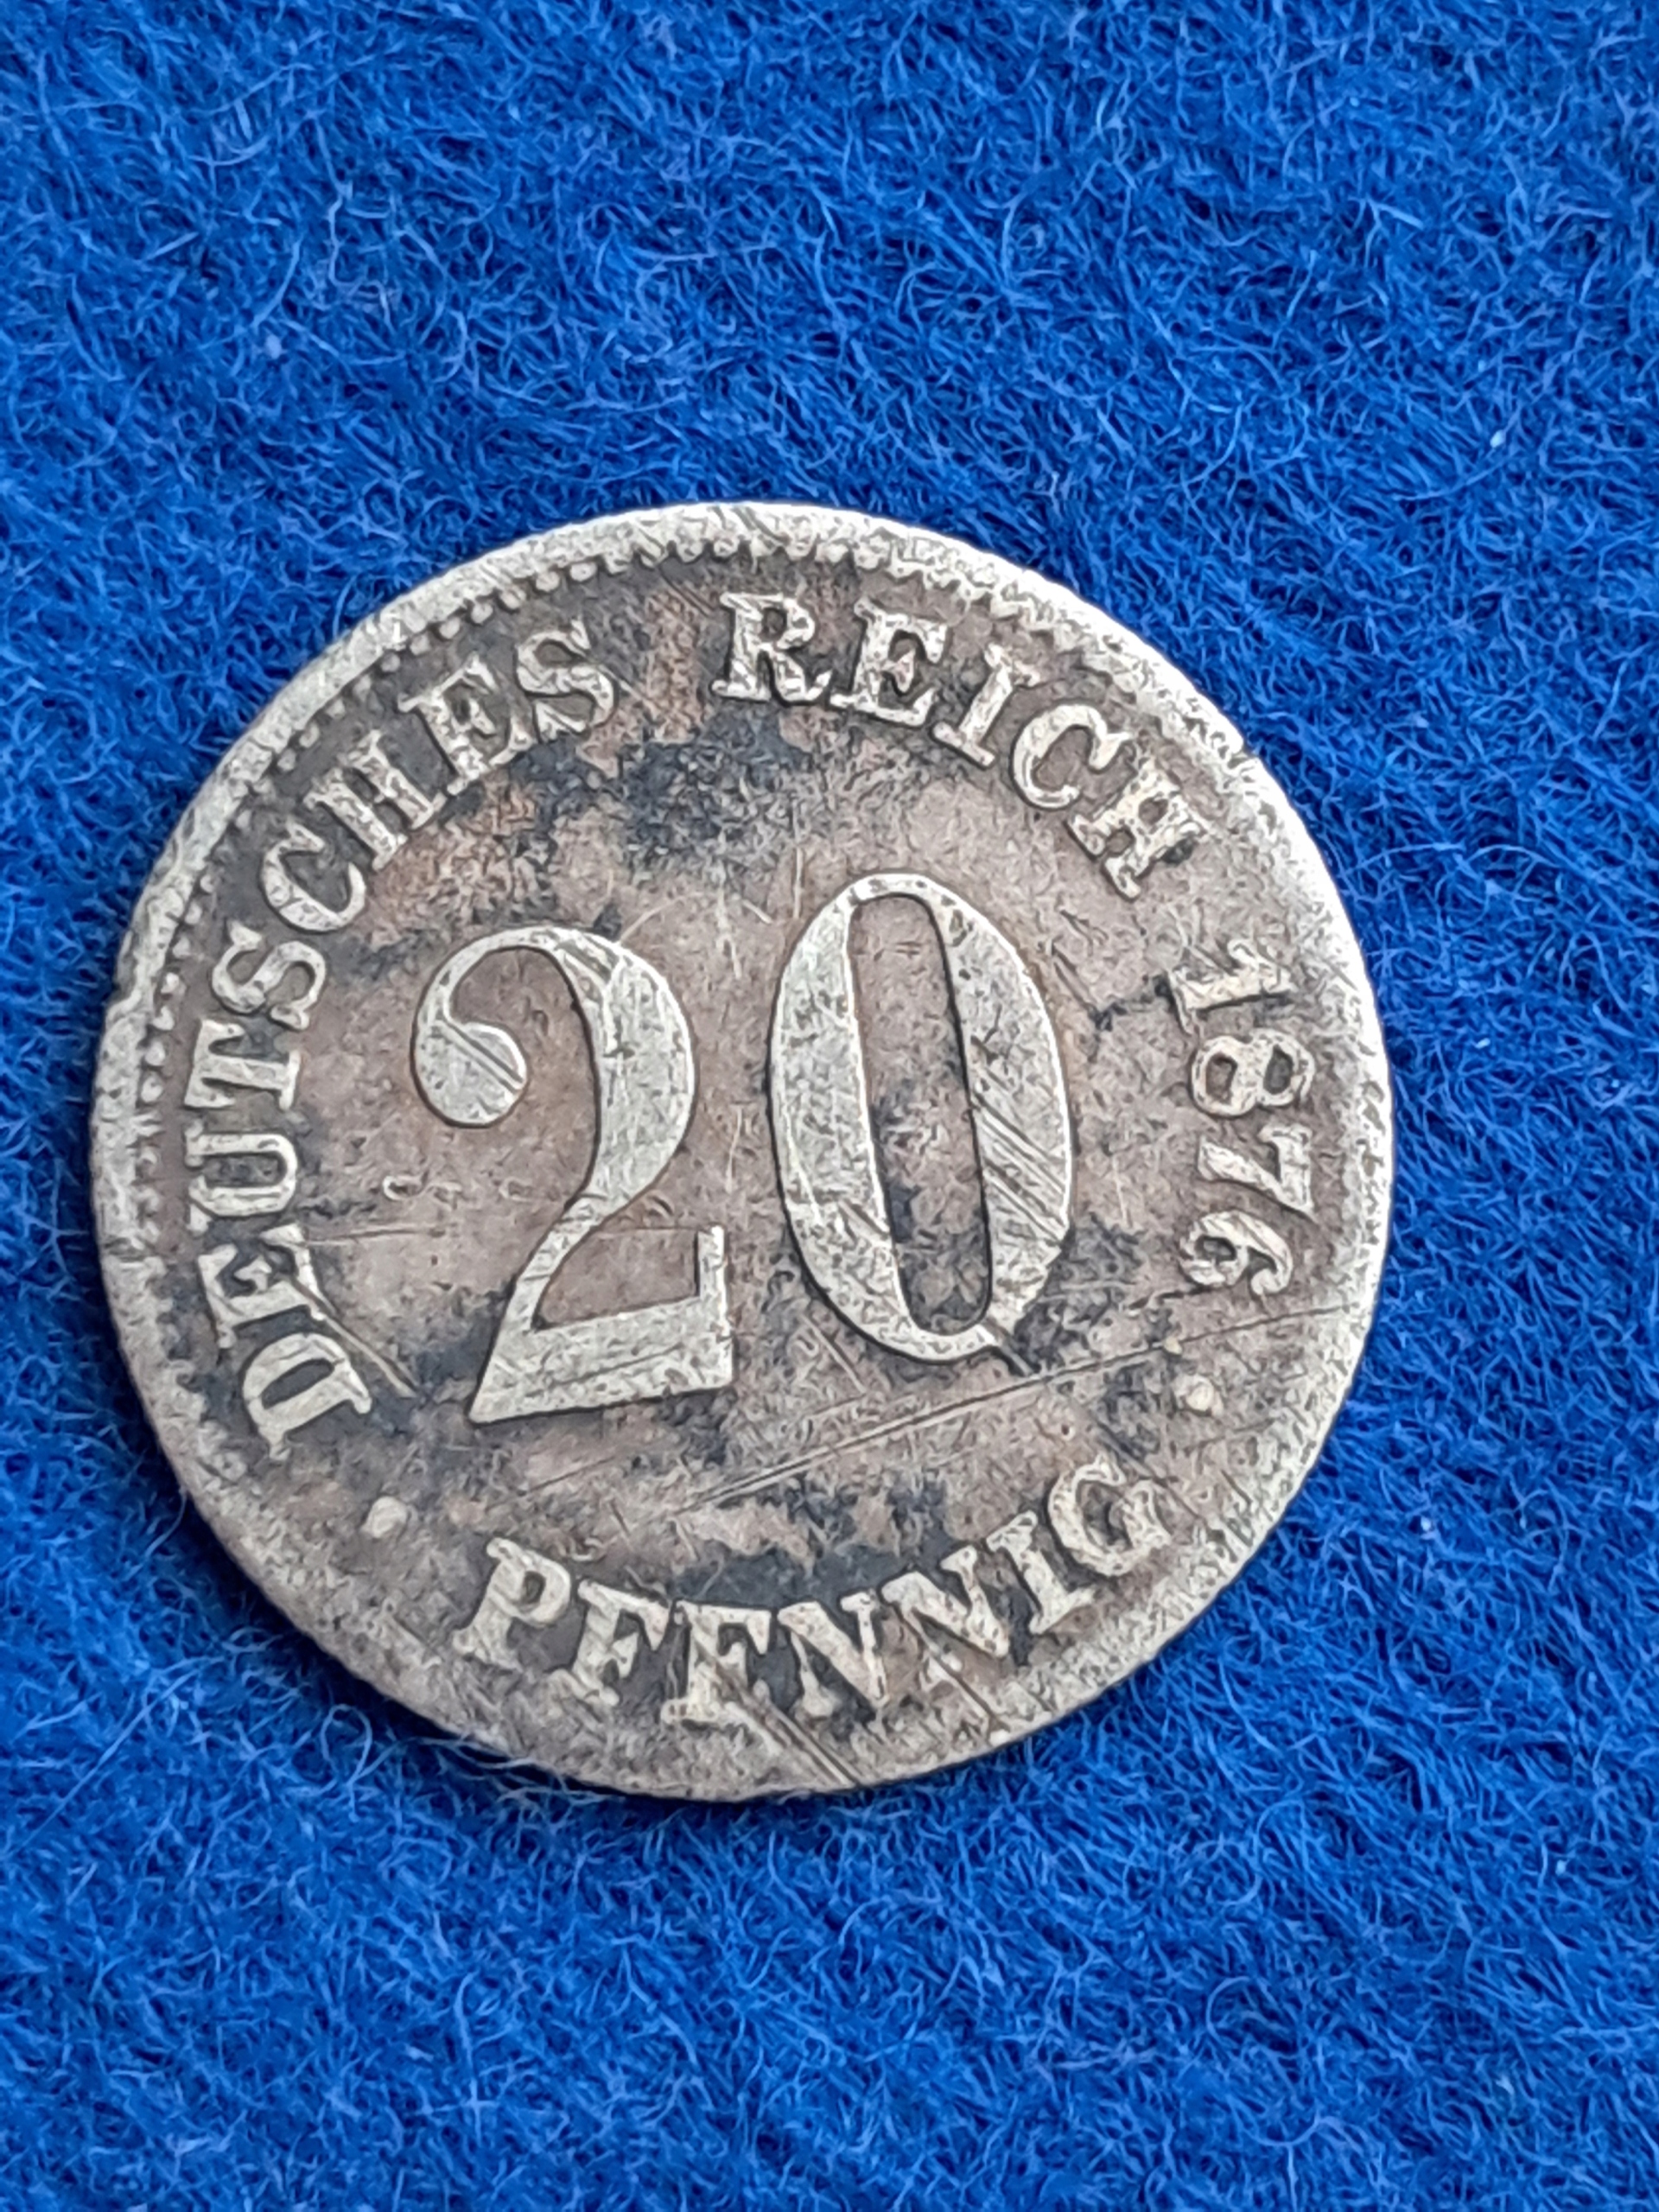 DEUTSCHES REICH 1876
20
PFENNIG